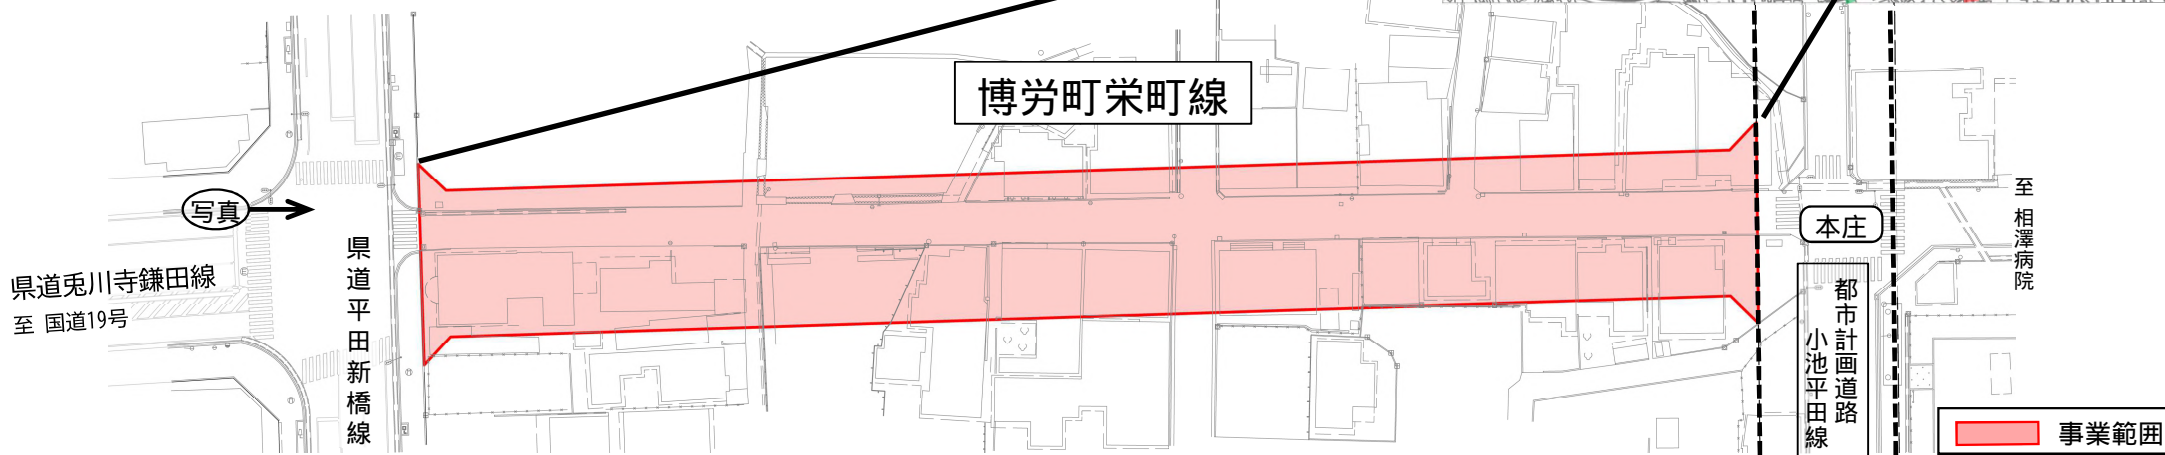 博労町栄町線
写真
県道兎川寺鎌田線
至 国道19号
県道平田新橋線
本庄
至 相澤病院
都市計画道路
小池平田線
事業範囲